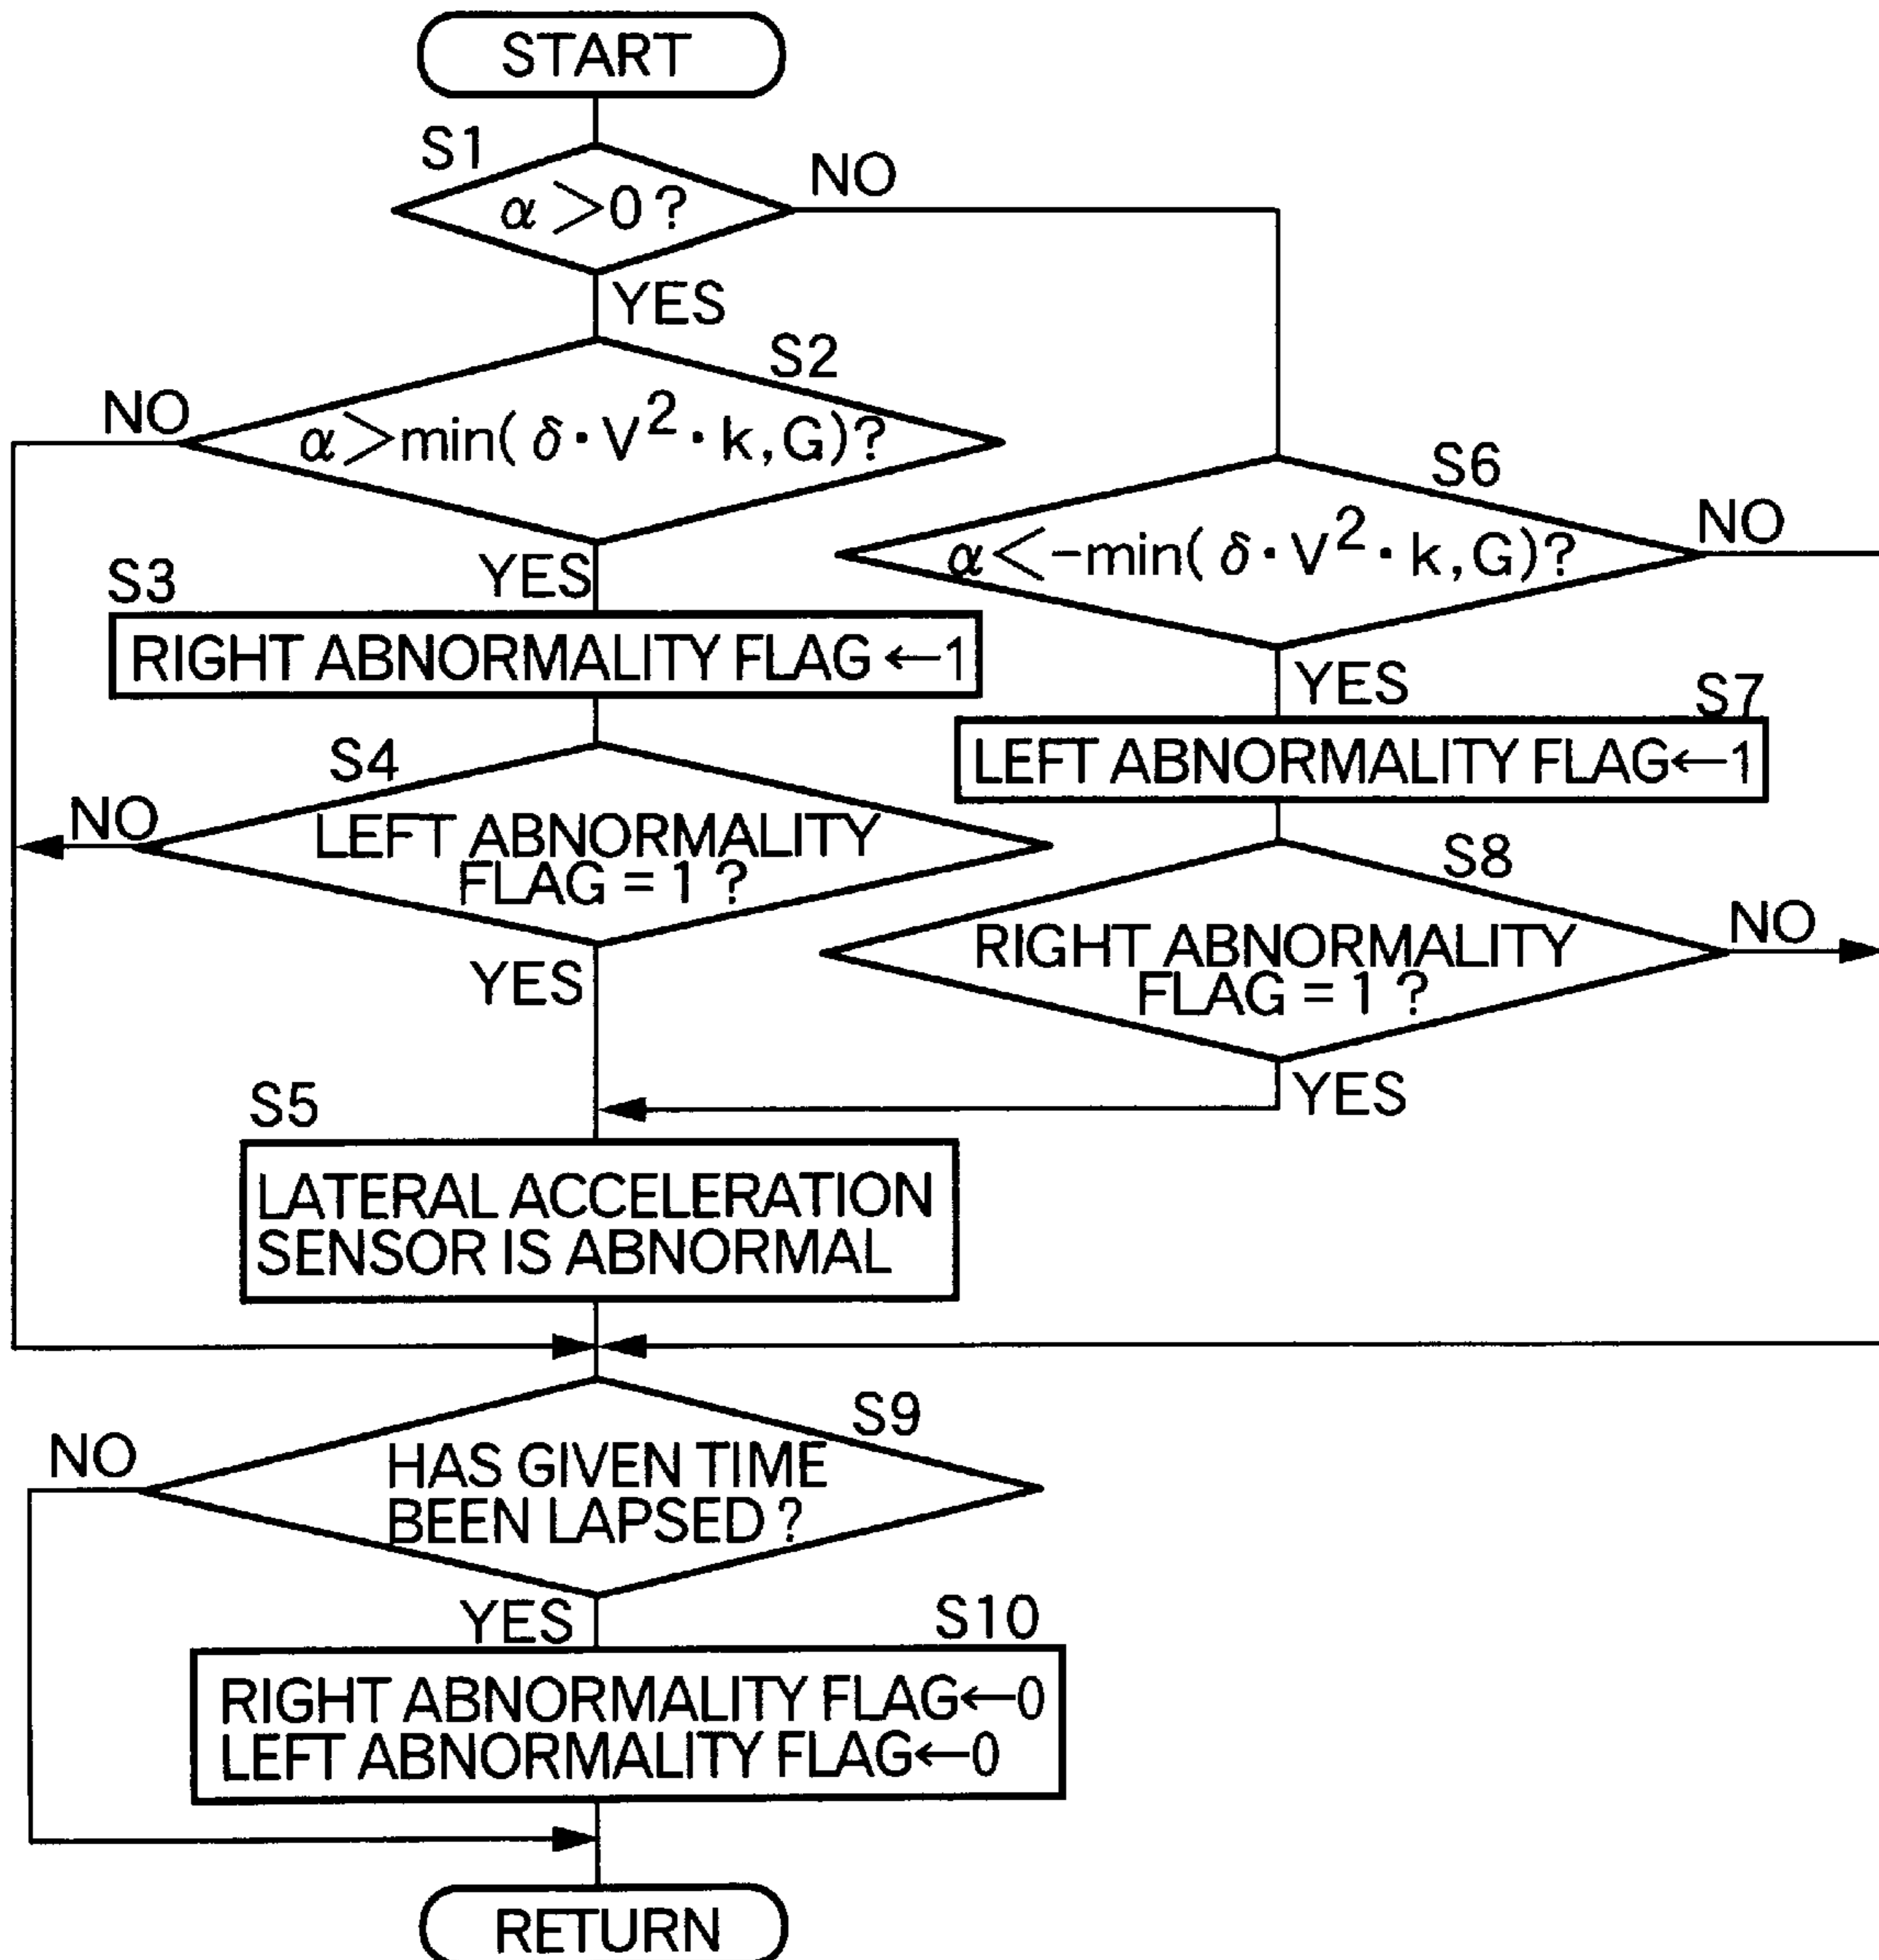 START
S1
α>0?
NO
YES
S2
NO
α>min(δ·V²·k,G)?
YES
S6
NO
α<-min(δ·V²·k,G)?
YES
S3
RIGHT ABNORMALITY FLAG←1
S7
LEFT ABNORMALITY FLAG←1
S4
NO
LEFT ABNORMALITY
FLAG=1?
YES
S8
NO
RIGHT ABNORMALITY
FLAG=1?
YES
S5
LATERAL ACCELERATION
SENSOR IS ABNORMAL
S9
NO
HAS GIVEN TIME
BEEN LAPSED?
YES
S10
RIGHT ABNORMALITY FLAG←0
LEFT ABNORMALITY FLAG←0
RETURN